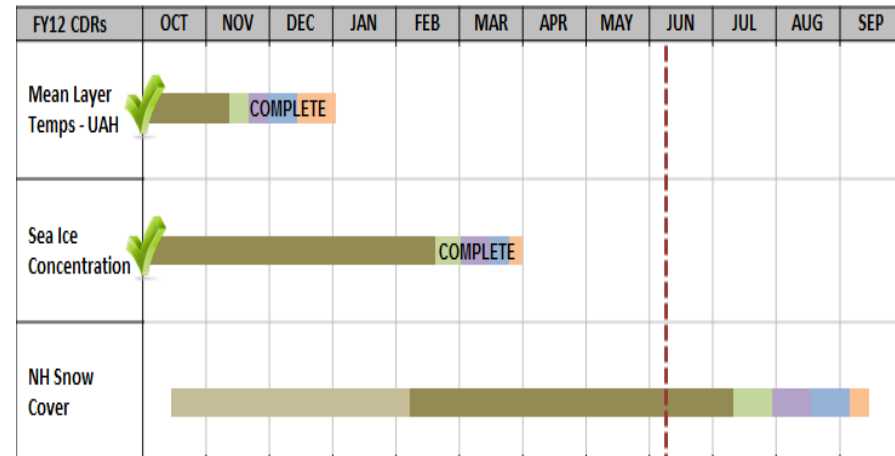 FY12 CDRs OCT NOV DEC JAN FEB MAR APR MAY JUN JUL AUG SEP
Mean Layer
Temps - UAH
COMPLETE
Sea Ice
Concentration
COMPLETE
NH Snow
Cover